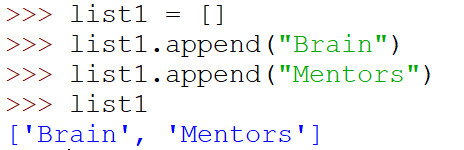 >>> list1 = []
>>> list1.append("Brain")
>>> list1.append("Mentors")
>>> list1
['Brain', 'Mentors']